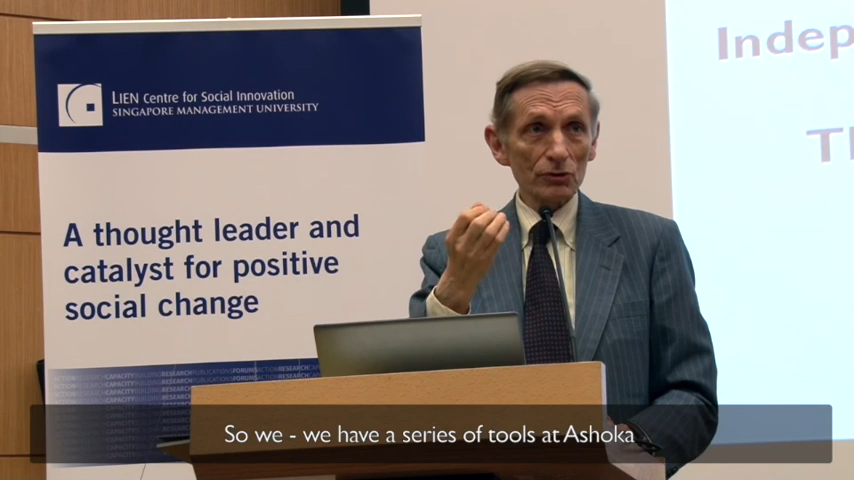 LIEN Centre for Social Innovation
SINGAPORE MANAGEMENT UNIVERSITY
A thought leader and
catalyst for positive
social change
Indep
So we - we have a series of tools at Ashoka